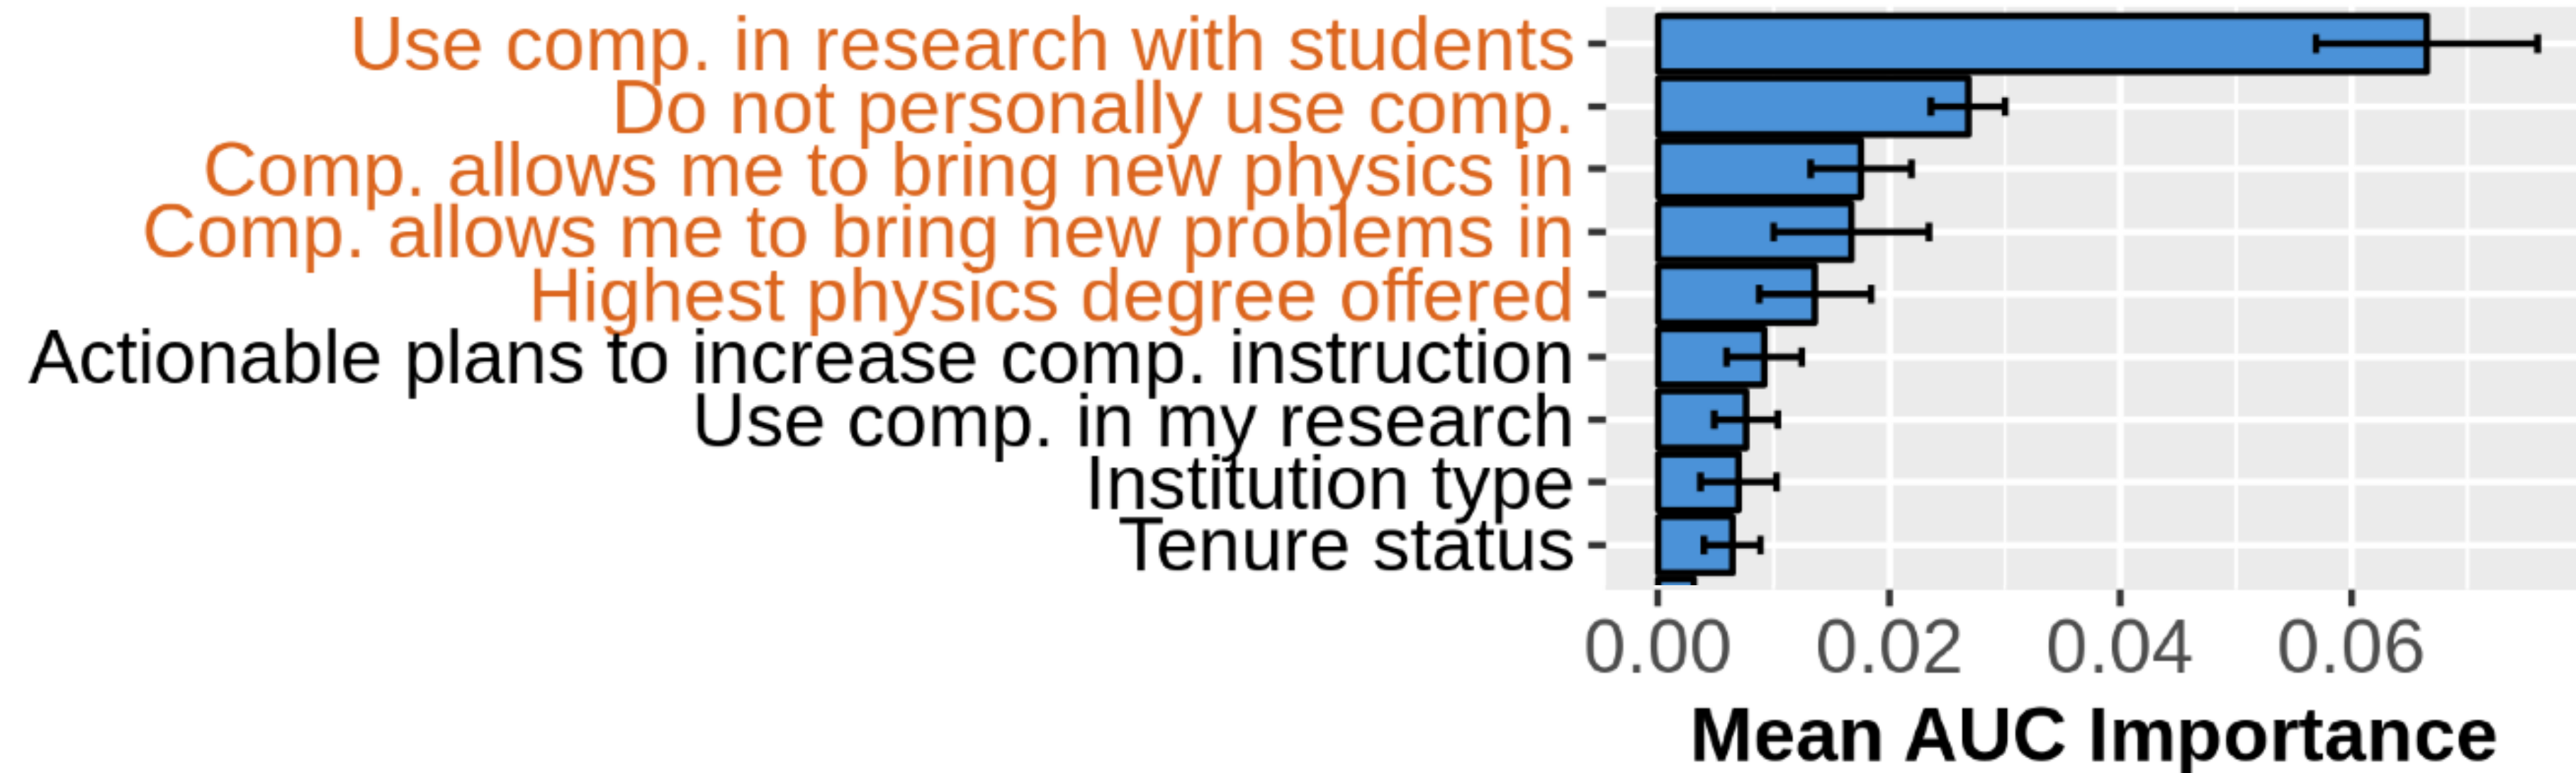 Use comp. in research with students
Do not personally use comp.
Comp. allows me to bring new physics in
Comp. allows me to bring new problems in
Highest physics degree offered
Actionable plans to increase comp. instruction
Use comp. in my research
Institution type
Tenure status
0.00 0.02 0.04 0.06
Mean AUC Importance